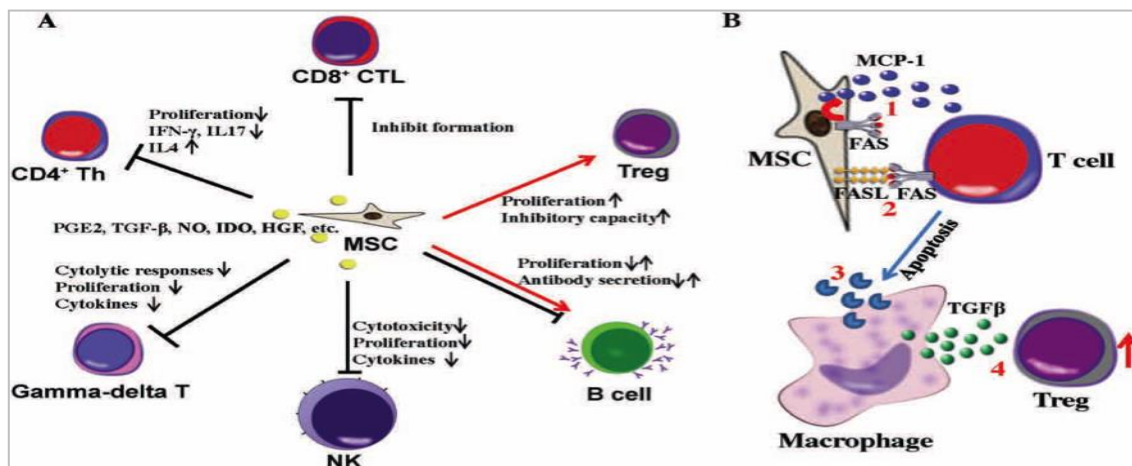 A
CD8⁺ CTL
Proliferation↓
IFN-γ, IL17 ↓
IL4 ↑
Inhibit formation
CD4⁺ Th
Treg
Proliferation ↑
Inhibitory capacity↑
PGE2, TGF-β, NO, IDO, HGF, etc.
MSC
Cytolytic responses ↓
Proliferation ↓
Cytokines ↓
Proliferation↓↑
Antibody secretion↓↑
Cytotoxicity↓
Proliferation↓
Cytokines ↓
Gamma-delta T
B cell
NK
B
MCP-1
1
FAS
MSC
T cell
FASL
FAS
2
Apoptosis
3
TGFβ
4
Treg
Macrophage